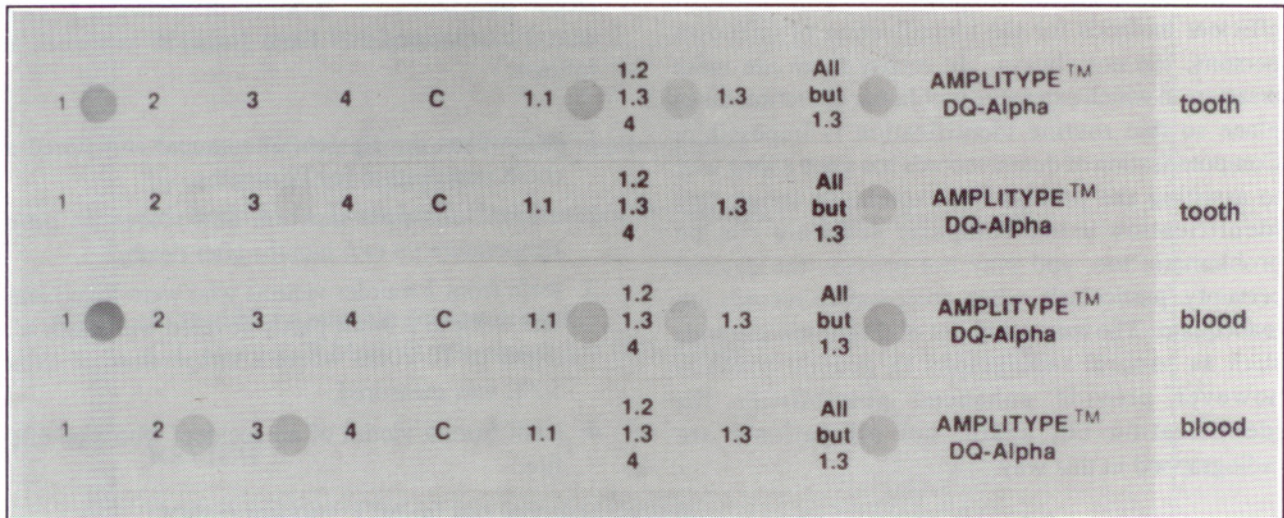 1 2 3 4 C 1.1 1.2 1.3 4 1.3 All but 1.3 AMPLITYPE™ DQ-Alpha tooth
1 2 3 4 C 1.1 1.2 1.3 4 1.3 All but 1.3 AMPLITYPE™ DQ-Alpha tooth
1 2 3 4 C 1.1 1.2 1.3 4 1.3 All but 1.3 AMPLITYPE™ DQ-Alpha blood
1 2 3 4 C 1.1 1.2 1.3 4 1.3 All but 1.3 AMPLITYPE™ DQ-Alpha blood